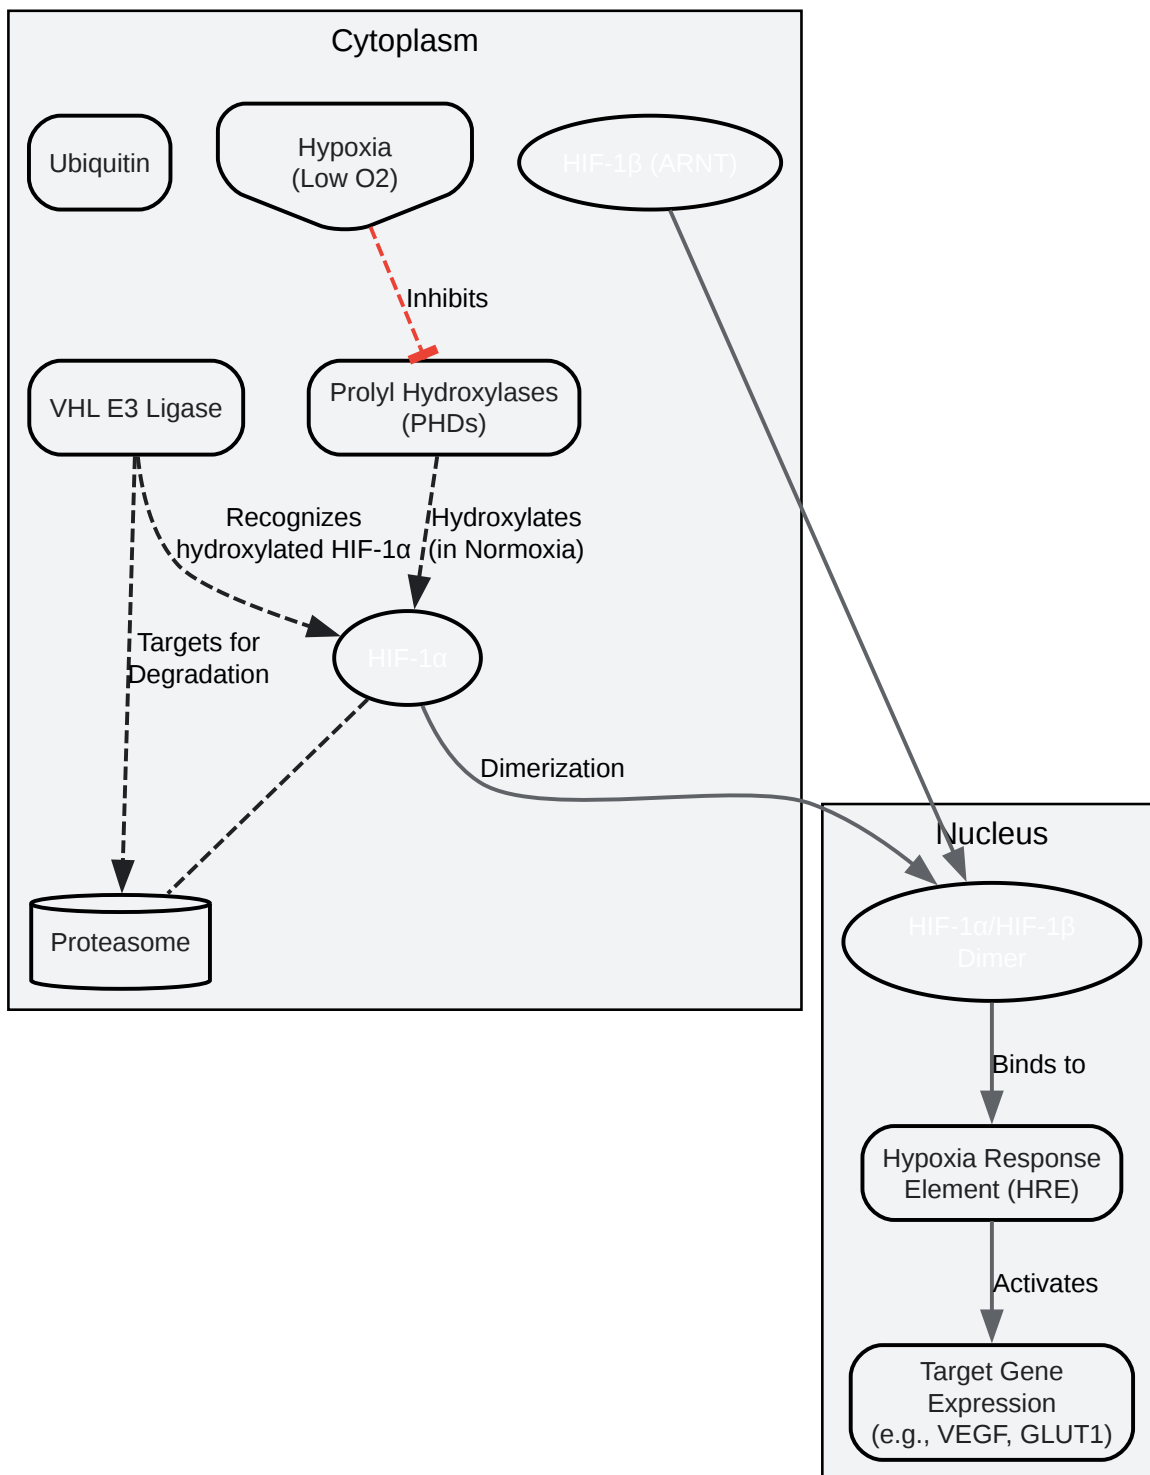 Cytoplasm
Ubiquitin
Hypoxia
(Low O2)
HIF-1β (ARNT)
Inhibits
VHL E3 Ligase
Prolyl Hydroxylases
(PHDs)
Recognizes
hydroxylated HIF-1α
Hydroxylates
(in Normoxia)
Targets for
Degradation
HIF-1α
Dimerization
Nucleus
Proteasome
HIF-1α/HIF-1β
Dimer
Binds to
Hypoxia Response
Element (HRE)
Activates
Target Gene
Expression
(e.g., VEGF, GLUT1)